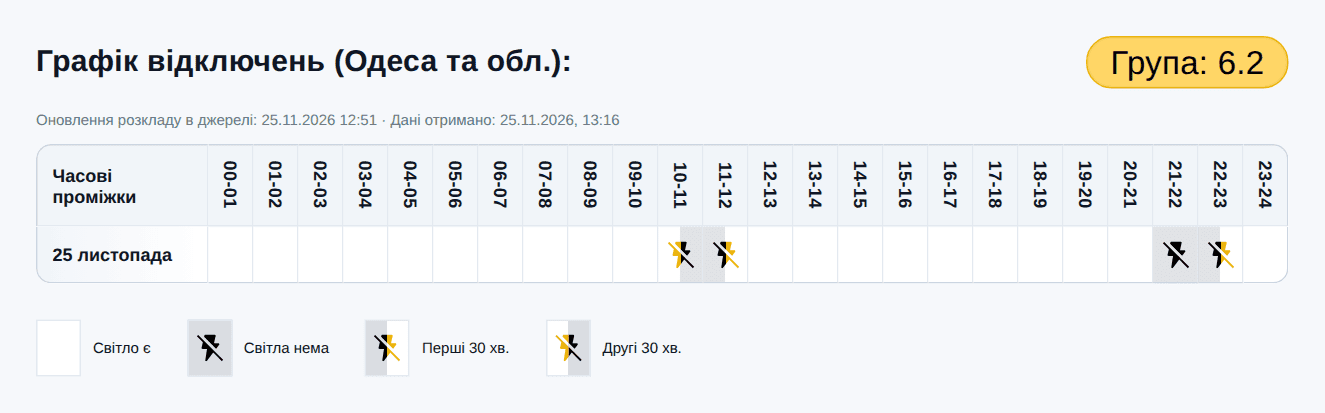 Графік відключень (Одеса та обл.):
Група: 6.2
Оновлення розкладу в джерелі: 25.11.2026 12:51 · Дані отримано: 25.11.2026, 13:16
Часові
проміжки
00-01 01-02 02-03 03-04 04-05 05-06 06-07 07-08 08-09 09-10 10-11 11-12 12-13 13-14 14-15 15-16 16-17 17-18 18-19 19-20 20-21 21-22 22-23 23-24
25 листопада
Світло є
Світла нема
Перші 30 хв.
Другі 30 хв.